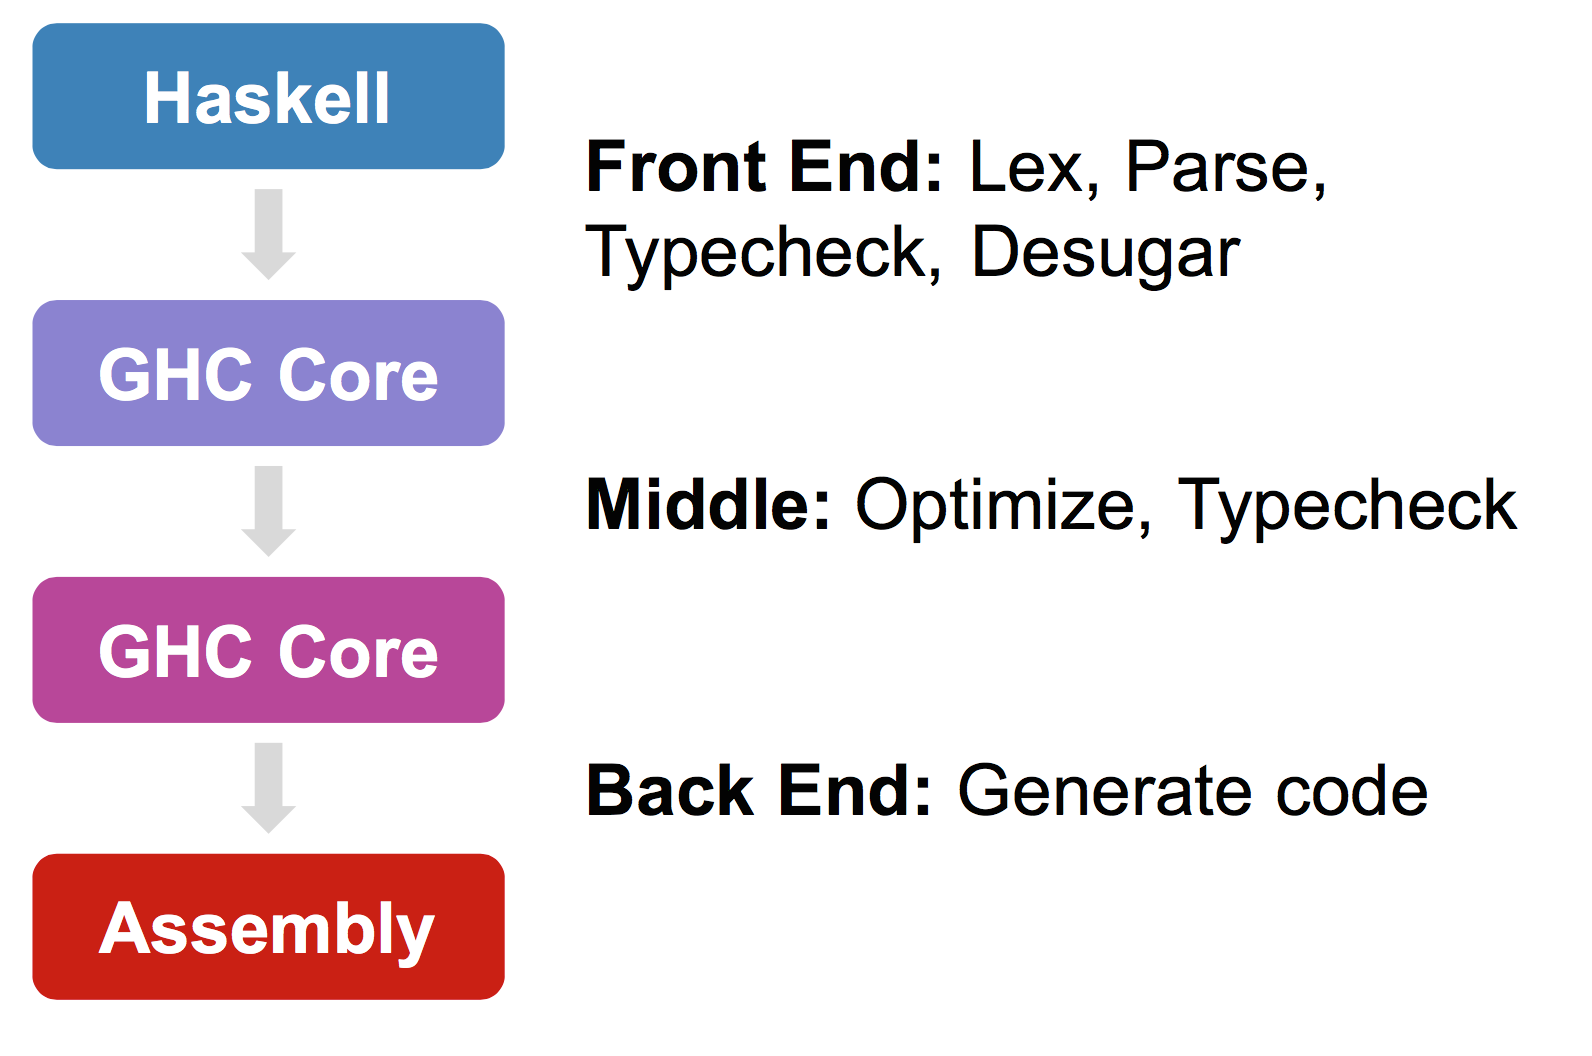 Haskell
Front End: Lex, Parse,
Typecheck, Desugar
GHC Core
Middle: Optimize, Typecheck
GHC Core
Back End: Generate code
Assembly